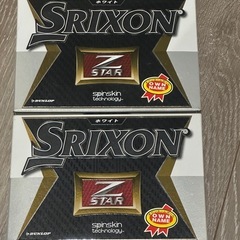 ホワイト
SRIXON
Z
STAR
spinskin
technology
DUNLOP
OWN
NAME
ホワイト
SRIXON
Z
STAR
spinskin
technology
DUNLOP
OWN
NAME